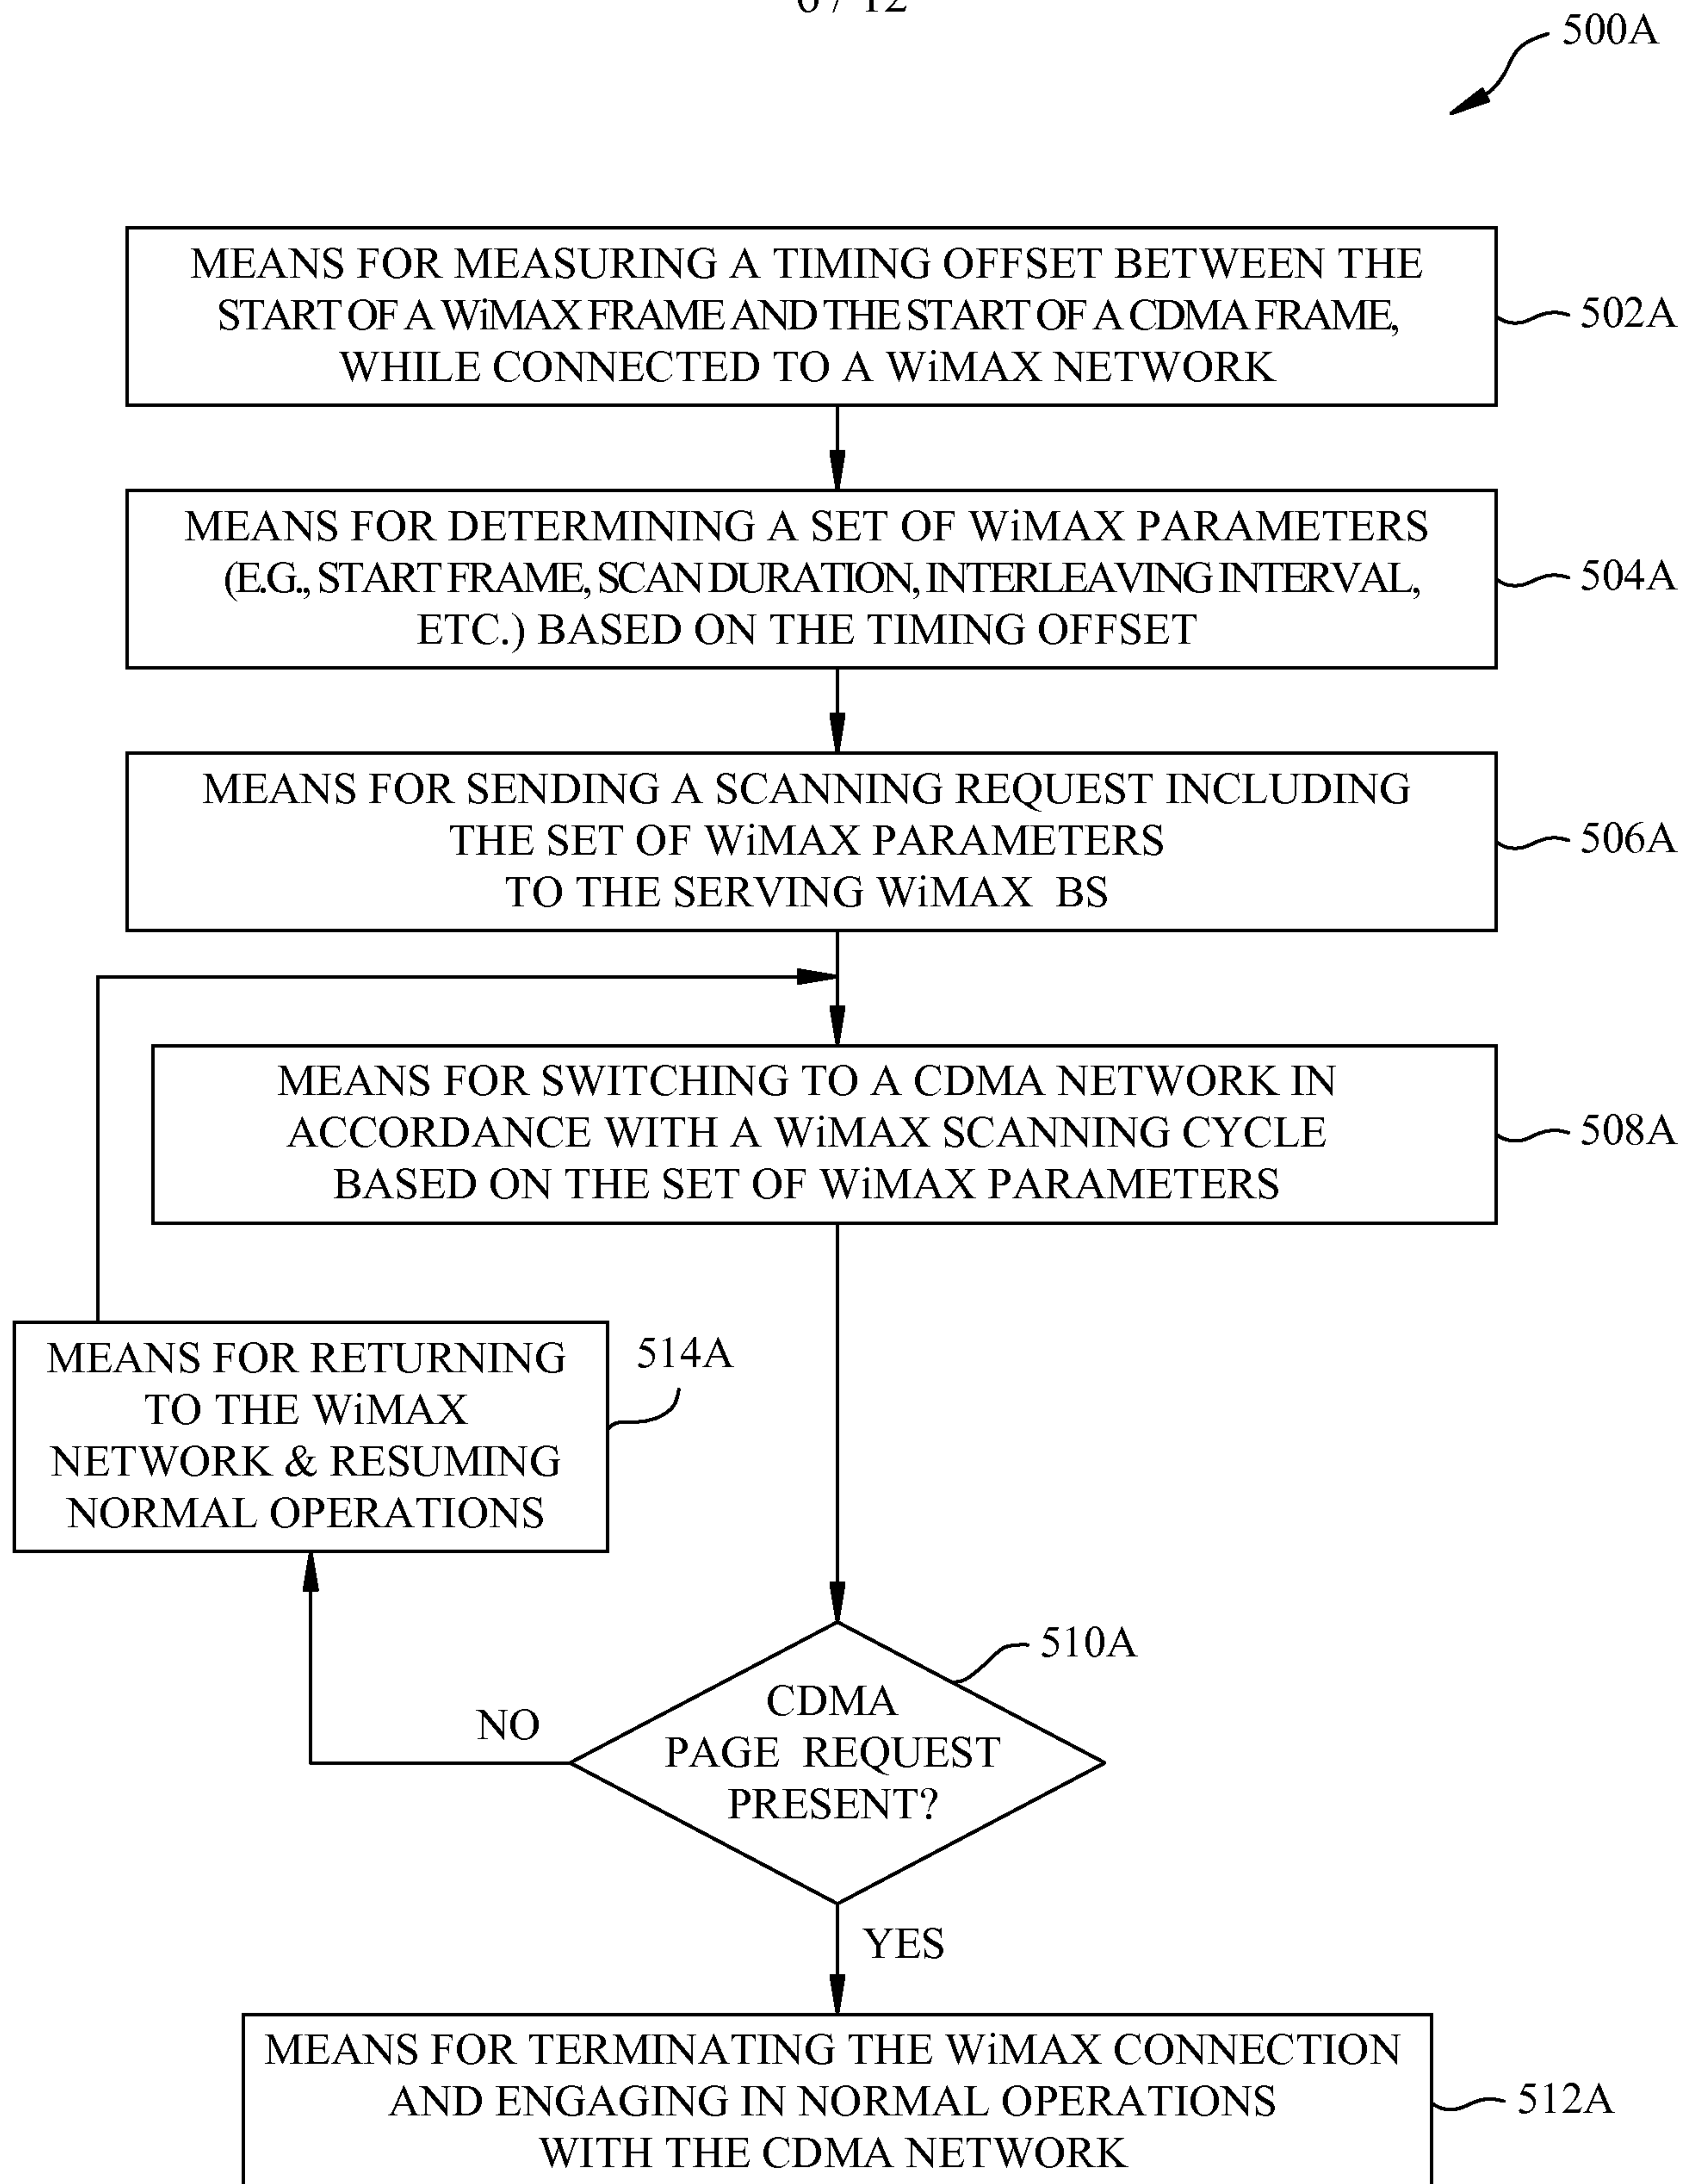 6 / 12
500A
MEANS FOR MEASURING A TIMING OFFSET BETWEEN THE
START OF A WiMAX FRAME AND THE START OF A CDMA FRAME,
WHILE CONNECTED TO A WiMAX NETWORK
502A
MEANS FOR DETERMINING A SET OF WiMAX PARAMETERS
(E.G., START FRAME, SCAN DURATION, INTERLEAVING INTERVAL,
ETC.) BASED ON THE TIMING OFFSET
504A
MEANS FOR SENDING A SCANNING REQUEST INCLUDING
THE SET OF WiMAX PARAMETERS
TO THE SERVING WiMAX BS
506A
MEANS FOR SWITCHING TO A CDMA NETWORK IN
ACCORDANCE WITH A WiMAX SCANNING CYCLE
BASED ON THE SET OF WiMAX PARAMETERS
508A
MEANS FOR RETURNING
TO THE WiMAX
NETWORK & RESUMING
NORMAL OPERATIONS
514A
510A
CDMA
PAGE REQUEST
PRESENT?
NO
YES
MEANS FOR TERMINATING THE WiMAX CONNECTION
AND ENGAGING IN NORMAL OPERATIONS
WITH THE CDMA NETWORK
512A